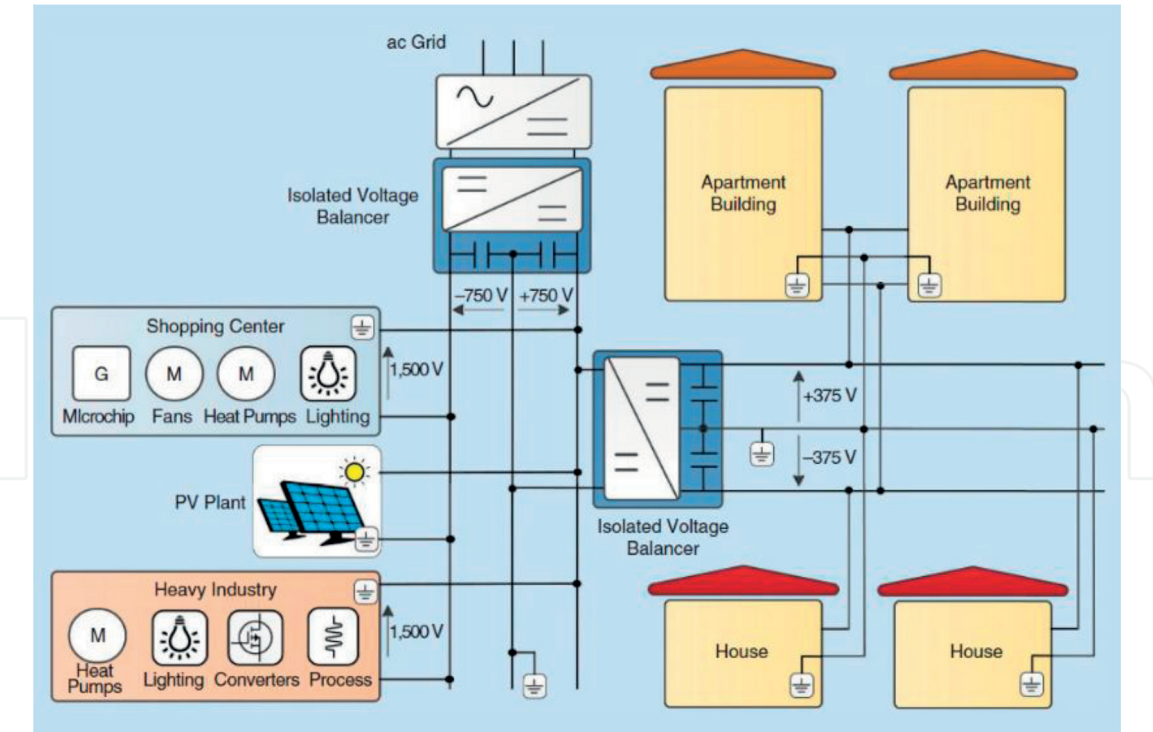 ac Grid
Isolated Voltage
Balancer
–750 V
+750 V
Shopping Center
G
M
M
MIcrochip
Fans
Heat Pumps
Lighting
1,500 V
PV Plant
Heavy Industry
M
Heat
Pumps
Lighting
Converters
Process
1,500 V
Apartment
Building
Apartment
Building
+375 V
–375 V
Isolated Voltage
Balancer
House
House